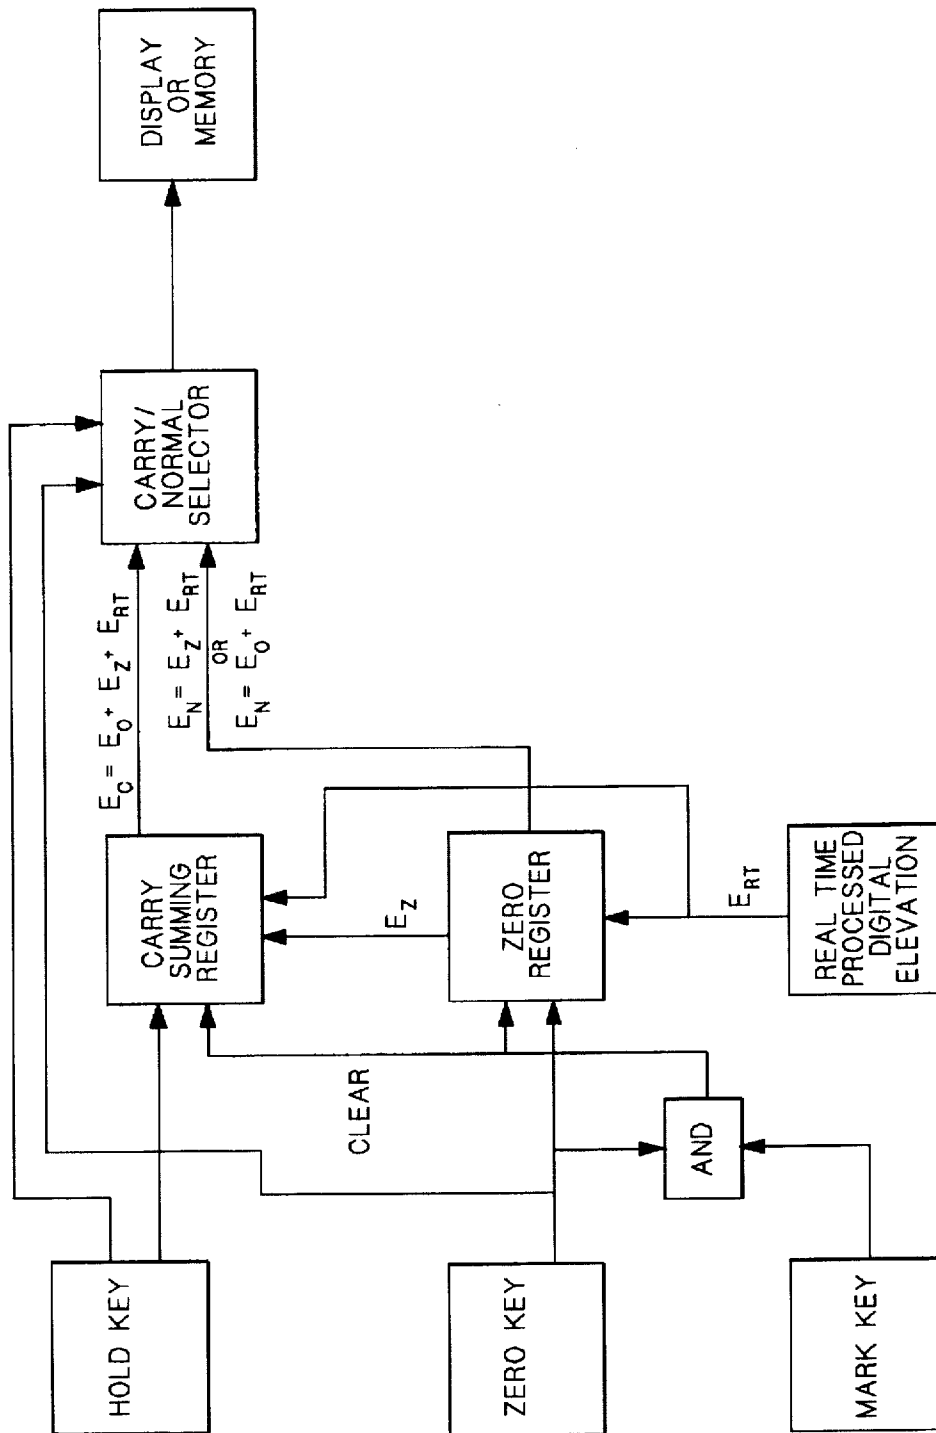 HOLD KEY
ZERO KEY
MARK KEY
CLEAR
AND
CARRY
SUMMING
REGISTER
E_Z
ZERO
REGISTER
E_RT
REAL TIME
PROCESSED
DIGITAL
ELEVATION
E_C = E_O + E_Z + E_RT
E_N = E_Z + E_RT
OR
E_N = E_O + E_RT
CARRY/
NORMAL
SELECTOR
DISPLAY
OR
MEMORY